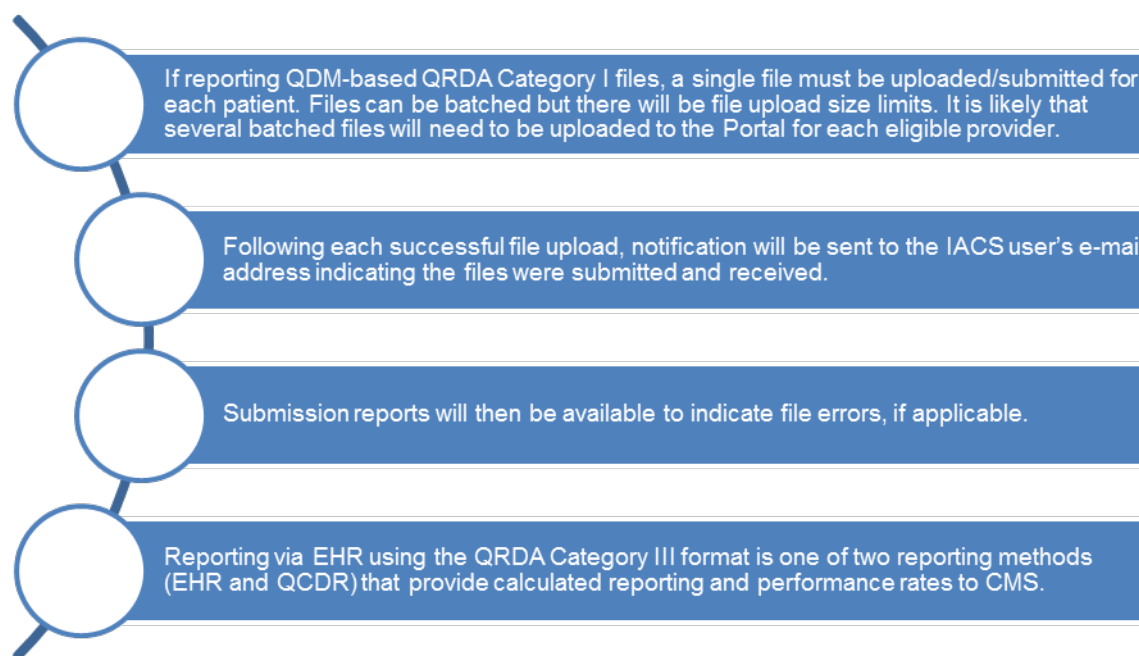 If reporting QDM-based QRDA Category I files, a single file must be uploaded/submitted for
each patient. Files can be batched but there will be file upload size limits. It is likely that
several batched files will need to be uploaded to the Portal for each eligible provider.
Following each successful file upload, notification will be sent to the IACS user’s e-mai
address indicating the files were submitted and received.
Submission reports will then be available to indicate file errors, if applicable.
Reporting via EHR using the QRDA Category III format is one of two reporting methods
(EHR and QCDR) that provide calculated reporting and performance rates to CMS.